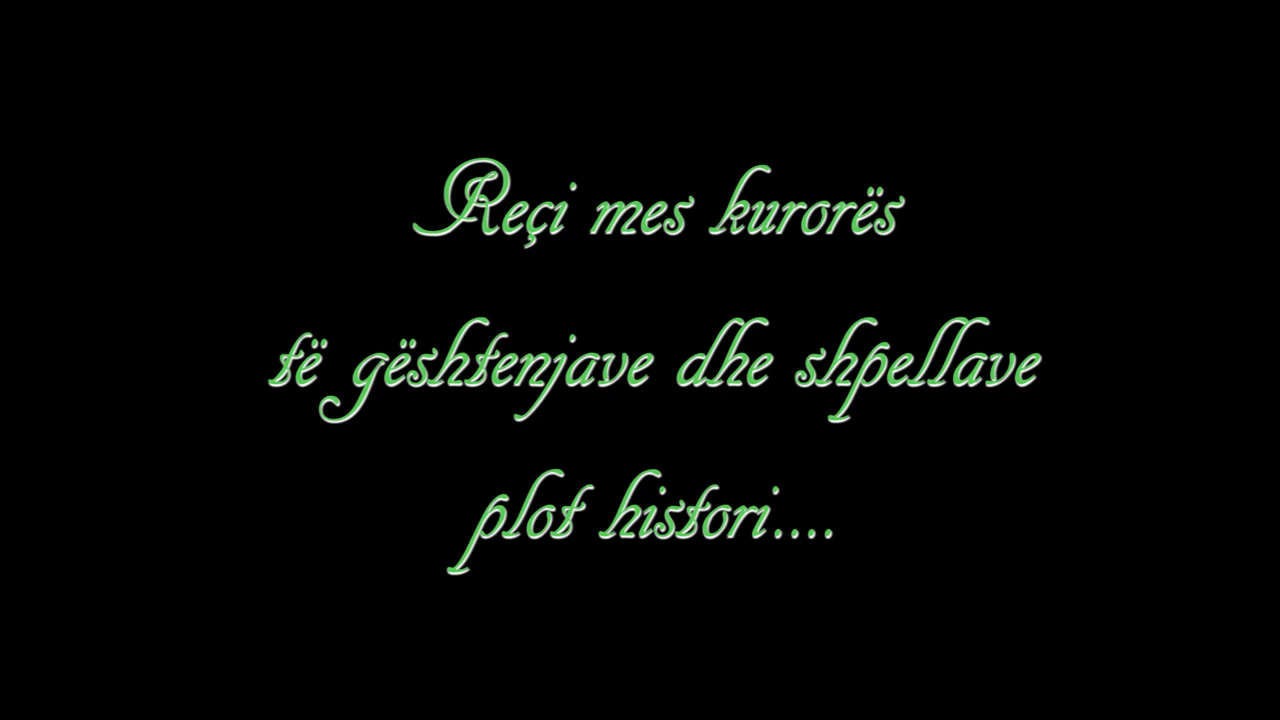 Reçi mes kurorës
të gështenjave dhe shpellave
plot histori....